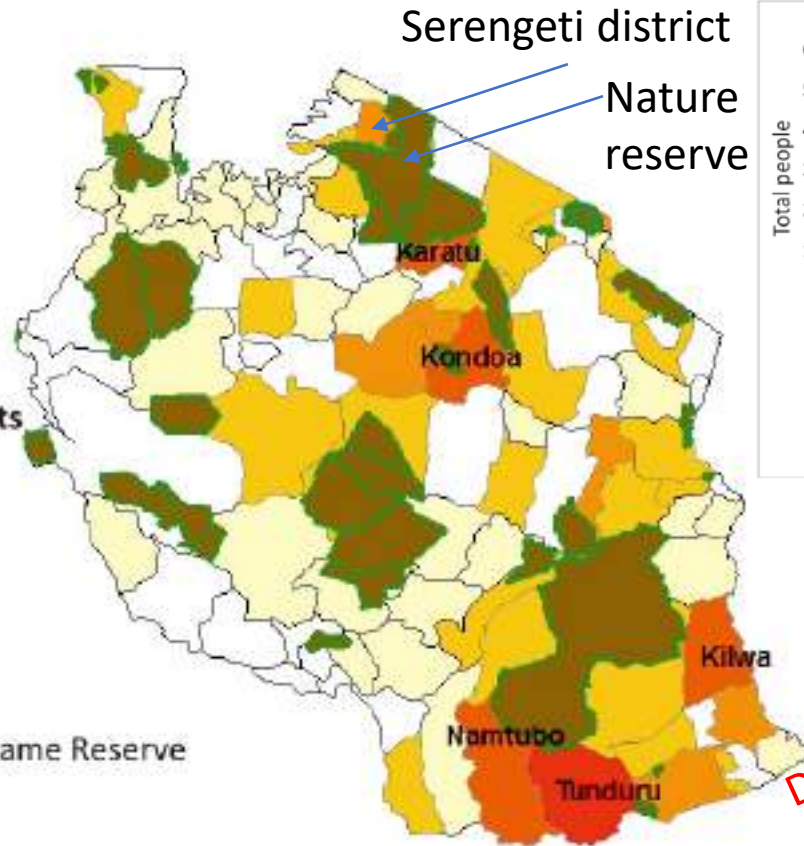 Serengeti district
Nature
reserve
Total people
Karatu
Kondoa
ts
Kilwa
Namtubo
ame Reserve
Tunduru